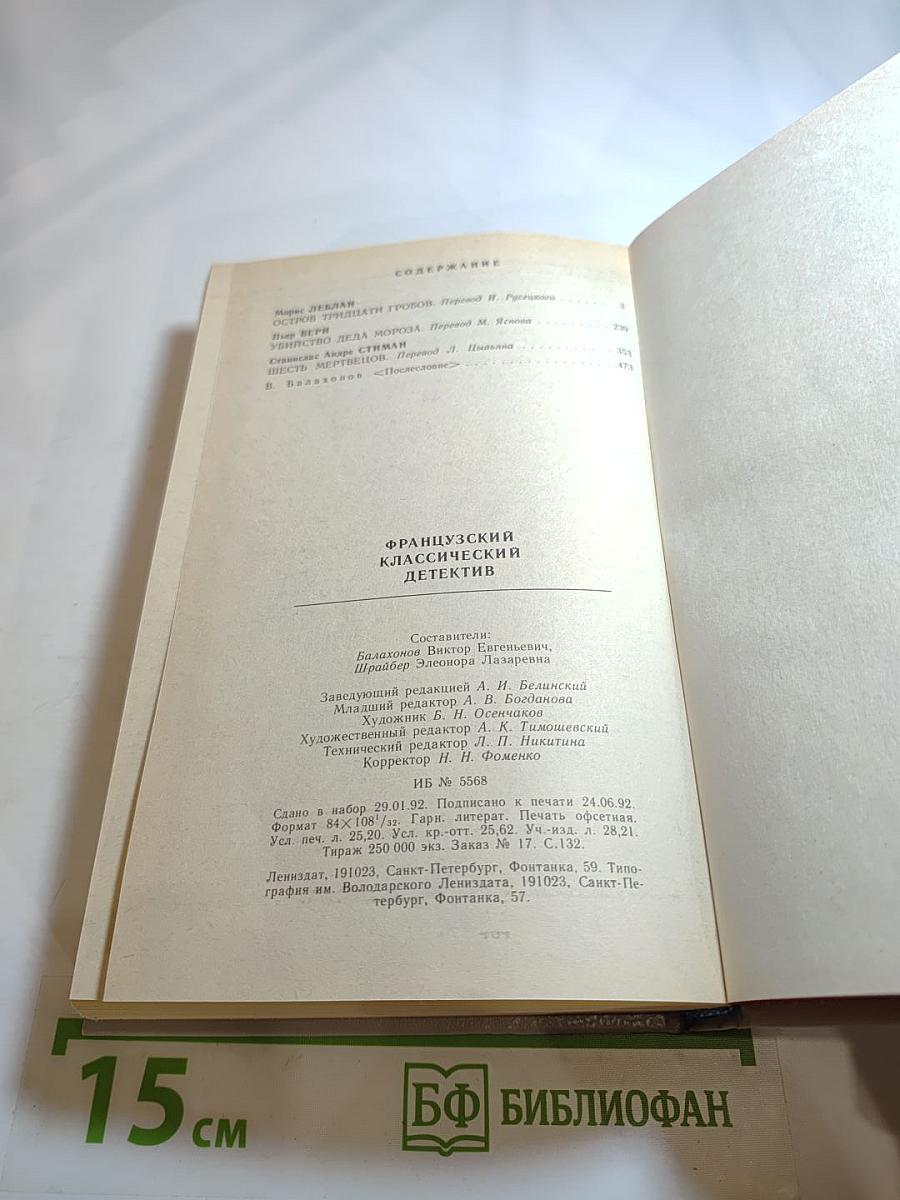 СОДЕРЖАНИЕ
Морис ЛЕБЛАН
ОСТРОВ ТРИДЦАТИ ГРОБОВ. Перевод И. Русецкого . . . . . . 3
Пьер ВЕРИ
УБИЙСТВО ДЕДА МОРОЗА. Перевод М. Яснова . . . . . . . . 239
Станислас Андре СТИМАН
ШЕСТЬ МЕРТВЕЦОВ. Перевод Л. Цывьяна . . . . . . . . . . 353
В. Балахонов <Послесловие> . . . . . . . . . . . . . . . 473
ФРАНЦУЗСКИЙ
КЛАССИЧЕСКИЙ
ДЕТЕКТИВ
Составители:
Балахонов Виктор Евгеньевич,
Шрайбер Элеонора Лазаревна
Заведующий редакцией А. И. Белинский
Младший редактор А. В. Богданова
Художник Б. Н. Осенчаков
Художественный редактор А. К. Тимошевский
Технический редактор Л. П. Никитина
Корректор Н. Н. Фоменко
ИБ № 5568
Сдано в набор 29.01.92. Подписано к печати 24.06.92.
Формат 84×108¹/₃₂. Гарн. литерат. Печать офсетная.
Усл. печ. л. 25,20. Усл. кр.-отт. 25,62. Уч.-изд. л. 28,21.
Тираж 250 000 экз. Заказ № 17. С.132.
Лениздат, 191023, Санкт-Петербург, Фонтанка, 59. Типо-
графия им. Володарского Лениздата, 191023, Санкт-Пе-
тербург, Фонтанка, 57.
15 см
БФ БИБЛИОФАН